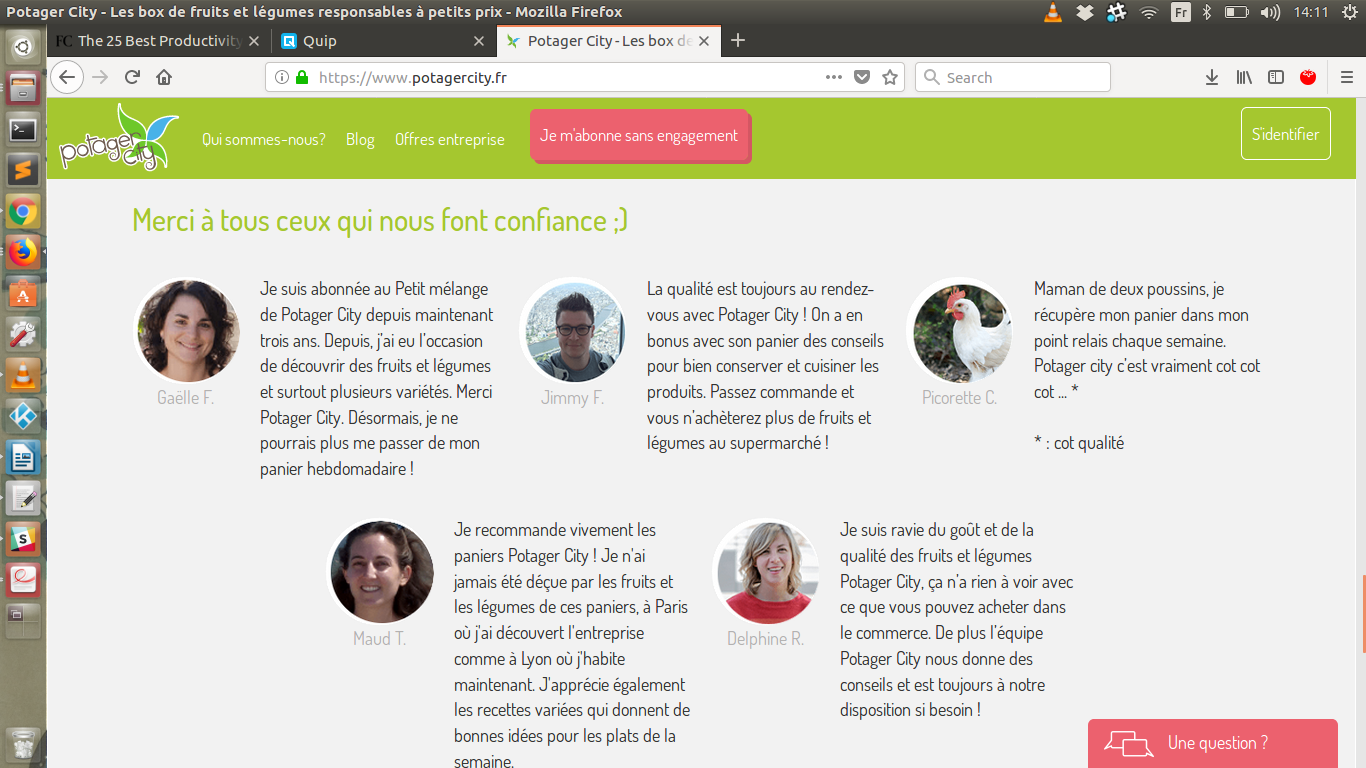 Potager City - Les box de fruits et légumes responsables à petits prix - Mozilla Firefox
Fr
14:11
FC The 25 Best Productivity
Quip
Potager City - Les box de
https://www.potagercity.fr
Search
potager city
Qui sommes-nous?
Blog
Offres entreprise
Je m'abonne sans engagement
S'identifier
Merci à tous ceux qui nous font confiance ;)
Je suis abonnée au Petit mélange
de Potager City depuis maintenant
trois ans. Depuis, j'ai eu l'occasion
de découvrir des fruits et légumes
et surtout plusieurs variétés. Merci
Potager City. Désormais, je ne
pourrais plus me passer de mon
panier hebdomadaire !
Gaëlle F.
La qualité est toujours au rendez-
vous avec Potager City ! On a en
bonus avec son panier des conseils
pour bien conserver et cuisiner les
produits. Passez commande et
vous n’achèterez plus de fruits et
légumes au supermarché !
Jimmy F.
Maman de deux poussins, je
récupère mon panier dans mon
point relais chaque semaine.
Potager city c’est vraiment cot cot
cot ... *
* : cot qualité
Picorette C.
Je recommande vivement les
paniers Potager City ! Je n'ai
jamais été déçue par les fruits et
les légumes de ces paniers, à Paris
où j'ai découvert l'entreprise
comme à Lyon où j'habite
maintenant. J'apprécie également
les recettes variées qui donnent de
bonnes idées pour les plats de la
semaine.
Maud T.
Je suis ravie du goût et de la
qualité des fruits et légumes
Potager City, ça n’a rien à voir avec
ce que vous pouvez acheter dans
le commerce. De plus l’équipe
Potager City nous donne des
conseils et est toujours à notre
disposition si besoin !
Delphine R.
Une question ?